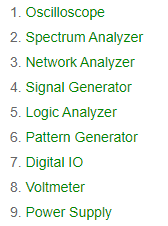 1. Oscilloscope
2. Spectrum Analyzer
3. Network Analyzer
4. Signal Generator
5. Logic Analyzer
6. Pattern Generator
7. Digital IO
8. Voltmeter
9. Power Supply